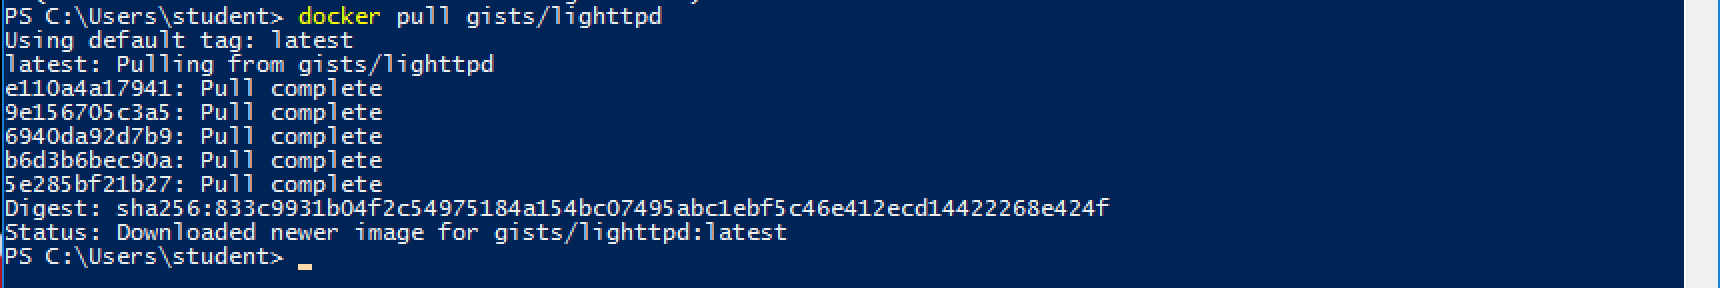 PS C:\Users\student> docker pull gists/lighttpd
Using default tag: latest
latest: Pulling from gists/lighttpd
e110a4a17941: Pull complete
9e156705c3a5: Pull complete
6940da92d7b9: Pull complete
b6d3b6bec90a: Pull complete
5e285bf21b27: Pull complete
Digest: sha256:833c9931b04f2c54975184a154bc07495abc1ebf5c46e412ecd14422268e424f
Status: Downloaded newer image for gists/lighttpd:latest
PS C:\Users\student>